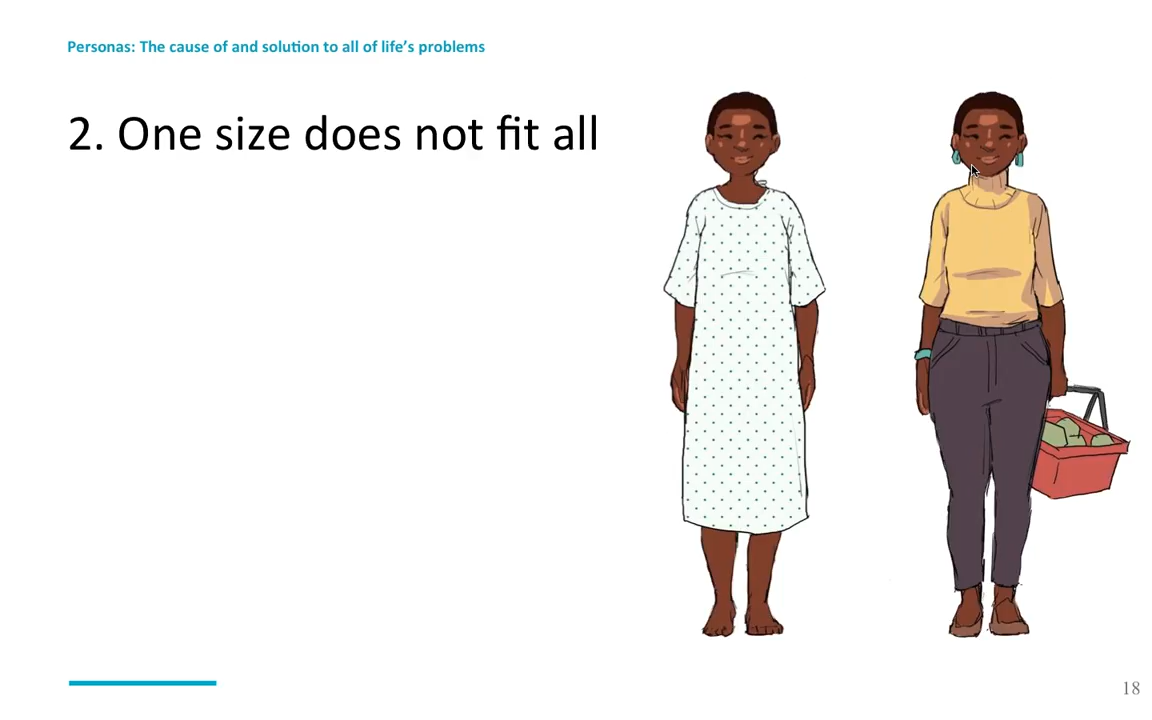 Personas: The cause of and solution to all of life’s problems
2. One size does not fit all
18